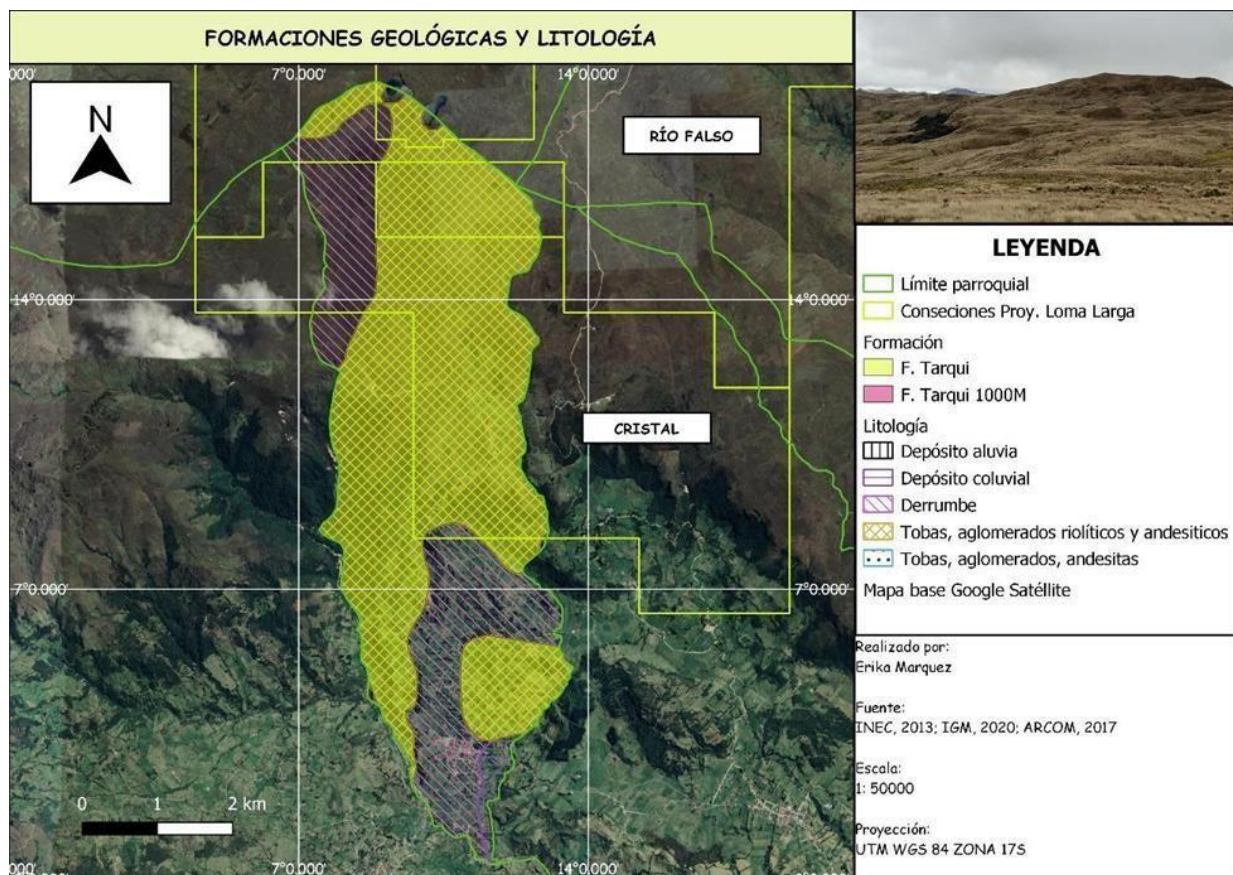 FORMACIONES GEOLÓGICAS Y LITOLOGÍA
000'
7°0.000'
14°0.000'
N
RÍO FALSO
14°0.000'
14°0.000'
CRISTAL
7°0.000'
7°0.000'
0 1 2 km
000'
7°0.000'
14°0.000'
LEYENDA
Límite parroquial
Conseciones Proy. Loma Larga
Formación
F. Tarqui
F. Tarqui 1000M
Litología
Depósito aluvia
Depósito coluvial
Derrumbe
Tobas, aglomerados riolíticos y andesiticos
Tobas, aglomerados, andesitas
Mapa base Google Satéllite
Realizado por:
Erika Marquez
Fuente:
INEC, 2013; IGM, 2020; ARCOM, 2017
Escala:
1: 50000
Proyección:
UTM WGS 84 ZONA 17S